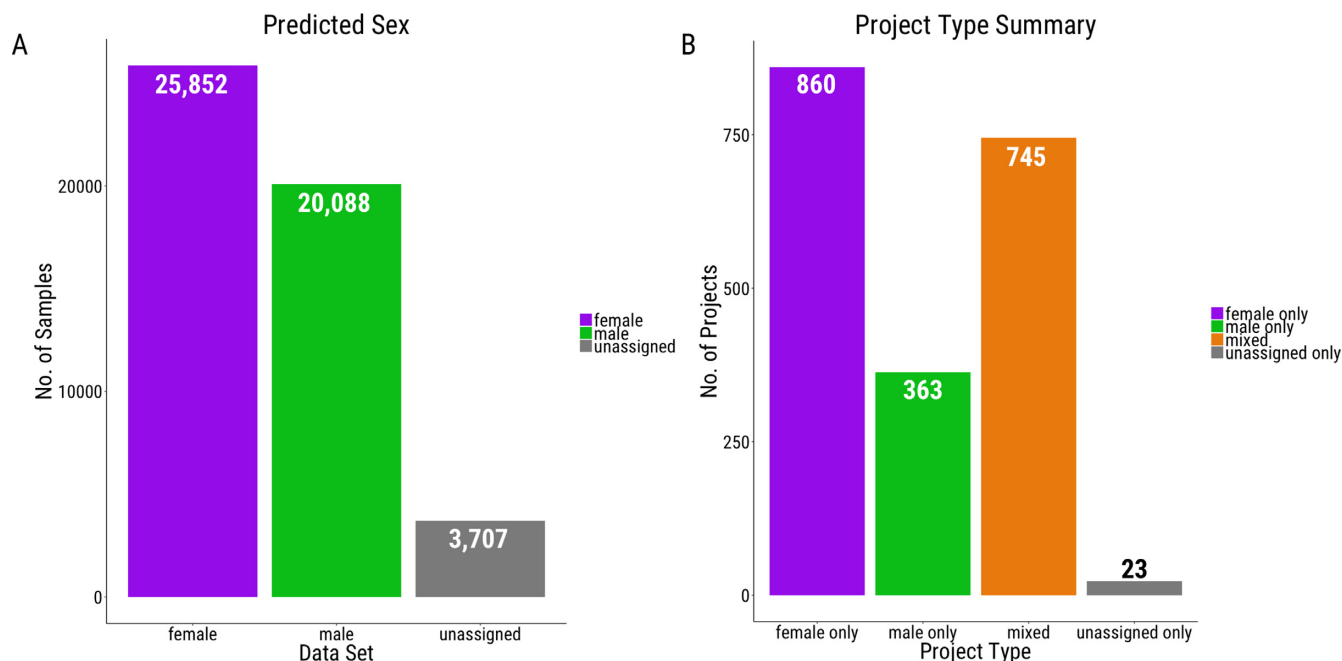 A
Predicted Sex
No. of Samples
20000
10000
0
25,852
20,088
3,707
female
male
unassigned
Data Set
female
male
unassigned
B
Project Type Summary
No. of Projects
750
500
250
0
860
363
745
23
female only
male only
mixed
unassigned only
Project Type
female only
male only
mixed
unassigned only